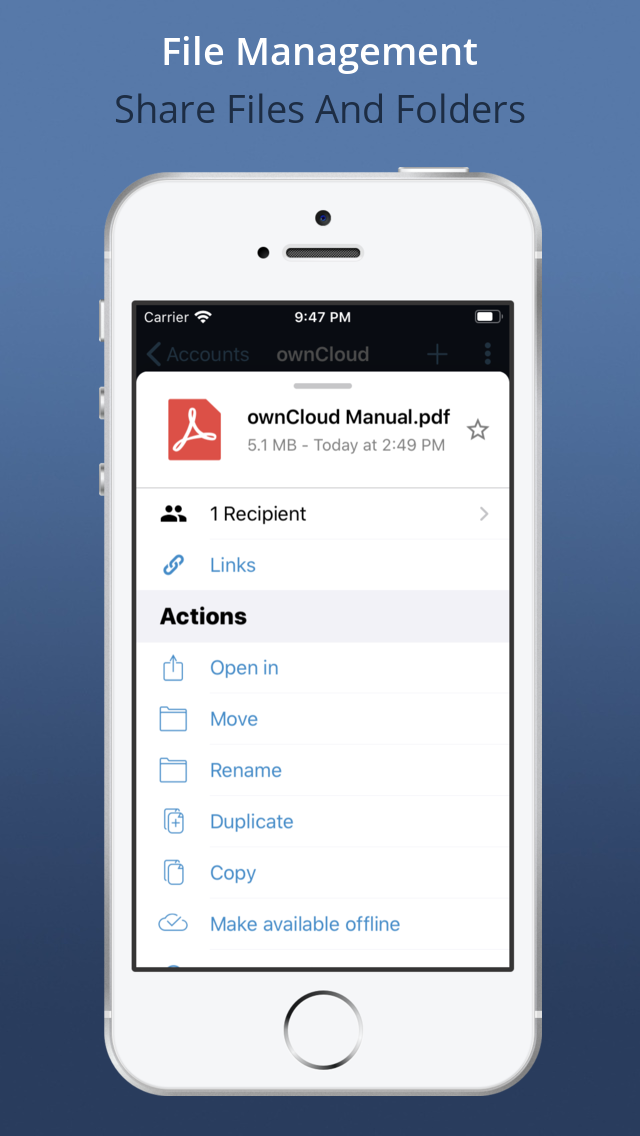 File Management
Share Files And Folders
Carrier 9:47 PM
Accounts ownCloud
ownCloud Manual.pdf
5.1 MB - Today at 2:49 PM
1 Recipient
Links
Actions
Open in
Move
Rename
Duplicate
Copy
Make available offline